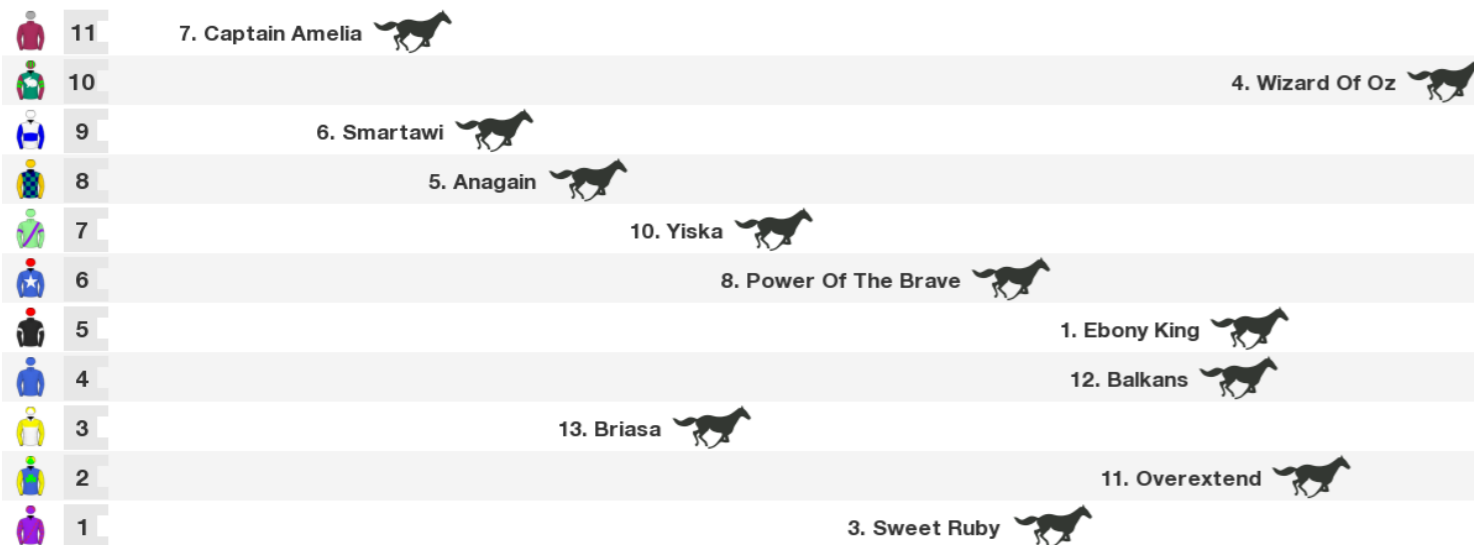 11 7. Captain Amelia
10 4. Wizard Of Oz
9 6. Smartawi
8 5. Anagain
7 10. Yiska
6 8. Power Of The Brave
5 1. Ebony King
4 12. Balkans
3 13. Briasa
2 11. Overextend
1 3. Sweet Ruby